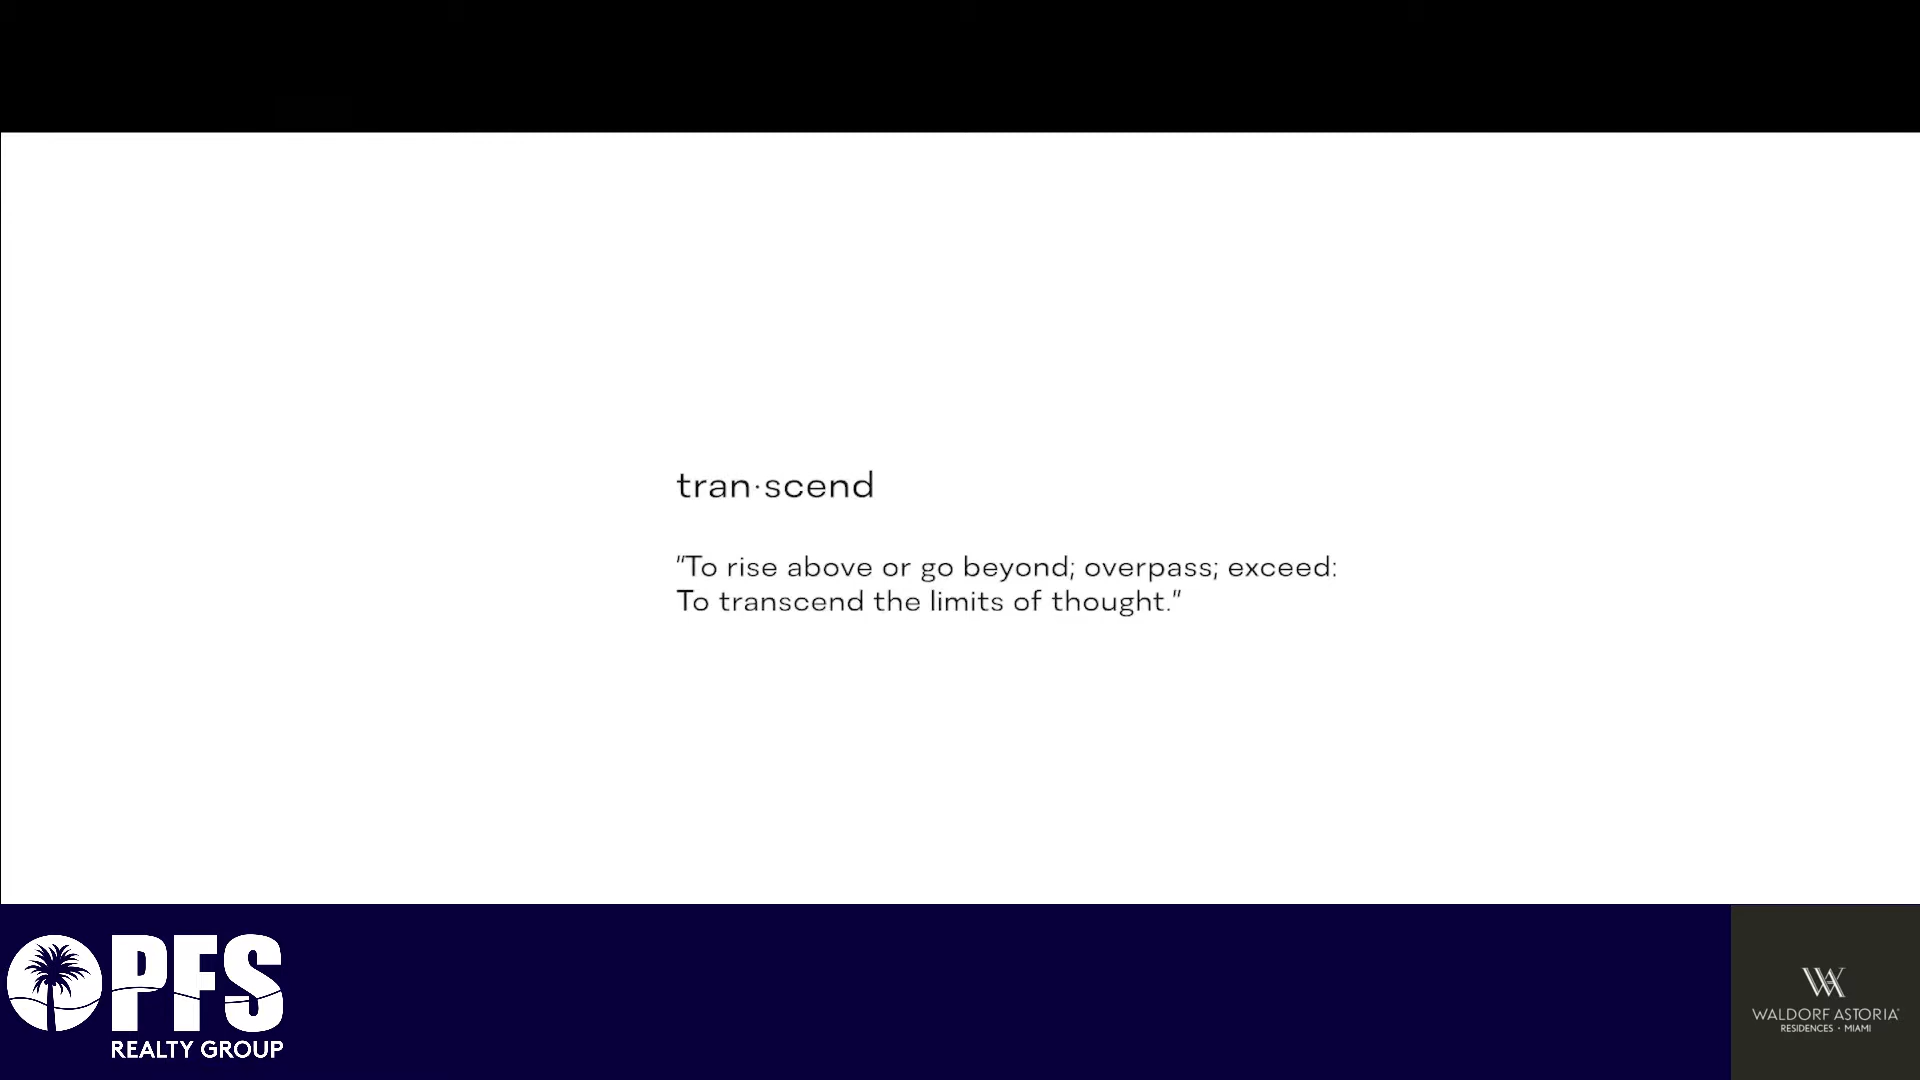 tran·scend
"To rise above or go beyond; overpass; exceed:
To transcend the limits of thought."
PFS
REALTY GROUP
WALDORF ASTORIA
RESIDENCES • MIAMI